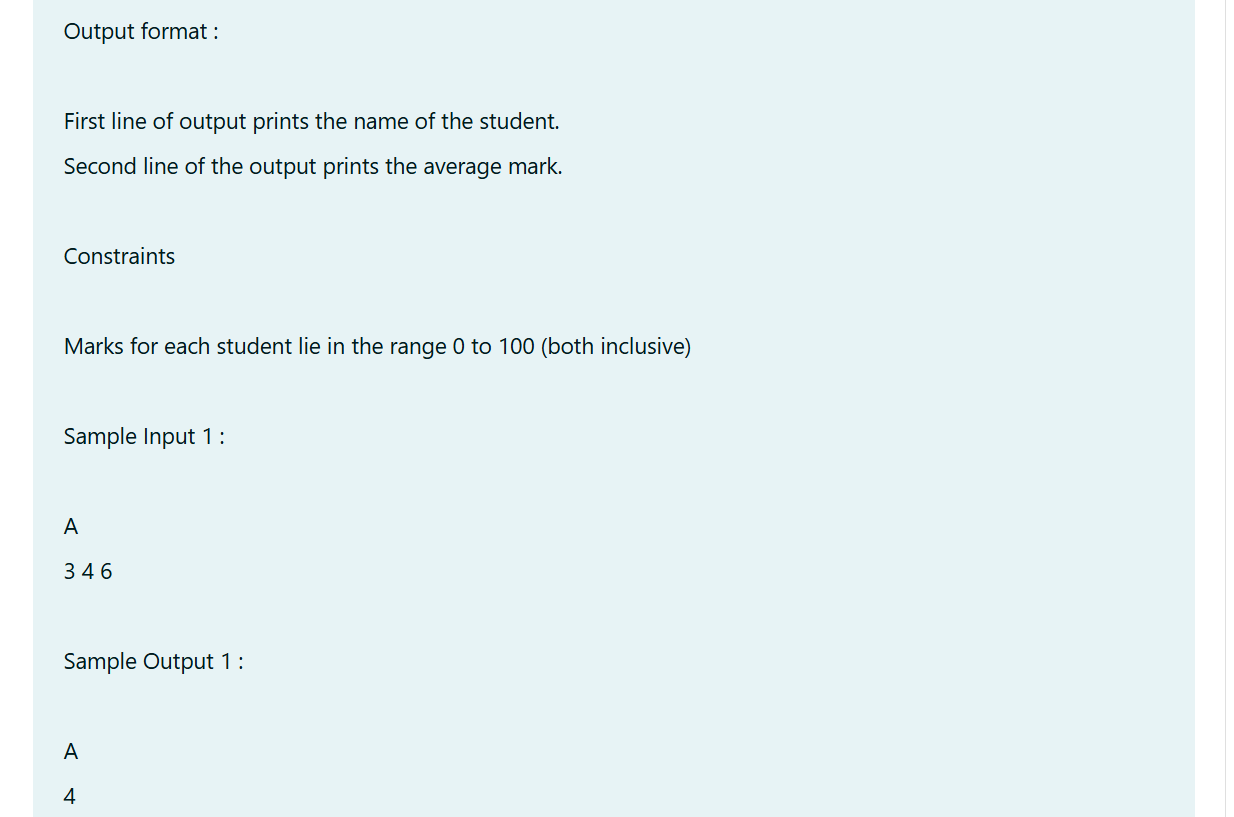 Output format :
First line of output prints the name of the student.
Second line of the output prints the average mark.
Constraints
Marks for each student lie in the range 0 to 100 (both inclusive)
Sample Input 1 :
A
3 4 6
Sample Output 1 :
A
4